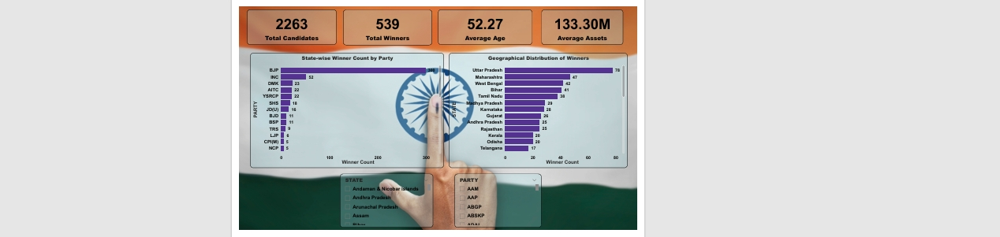 2263
Total Candidates
539
Total Winners
52.27
Average Age
133.30M
Average Assets
State-wise Winner Count by Party
PARTY
BJP
INC 52
DMK 23
AITC 22
YSRCP 22
SHS 18
JD(U) 16
BJD 11
BSP 11
TRS 9
LJP 6
CPI(M) 5
NCP 5
0 100 200 300
Winner Count
Geographical Distribution of Winners
STATE
Uttar Pradesh 78
Maharashtra 47
West Bengal 42
Bihar 41
Tamil Nadu 38
Madhya Pradesh 29
Karnataka 28
Gujarat 26
Andhra Pradesh 25
Rajasthan 25
Kerala 20
Odisha 20
Telangana 17
0 20 40 60 80
Winner Count
STATE
Andaman & Nicobar Islands
Andhra Pradesh
Arunachal Pradesh
Assam
Bihar
PARTY
AAM
AAP
ABGP
ABSKP